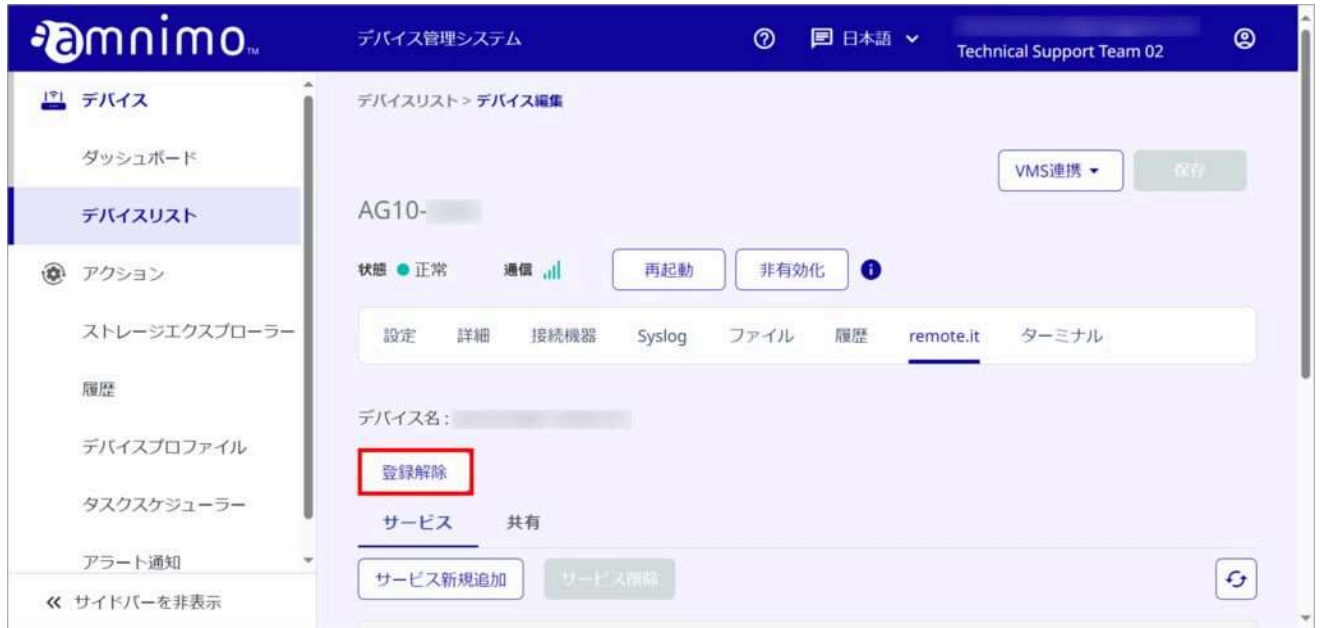 amnimo™
デバイス管理システム
日本語
Technical Support Team 02
デバイス
ダッシュボード
デバイスリスト
アクション
ストレージエクスプローラー
履歴
デバイスプロファイル
タスクスケジューラー
アラート通知
サイドバーを非表示
デバイスリスト > デバイス編集
VMS連携
保存
AG10-
状態 正常 通信 再起動 非有効化
設定 詳細 接続機器 Syslog ファイル 履歴 remote.it ターミナル
デバイス名 :
登録解除
サービス 共有
サービス新規追加 サービス削除